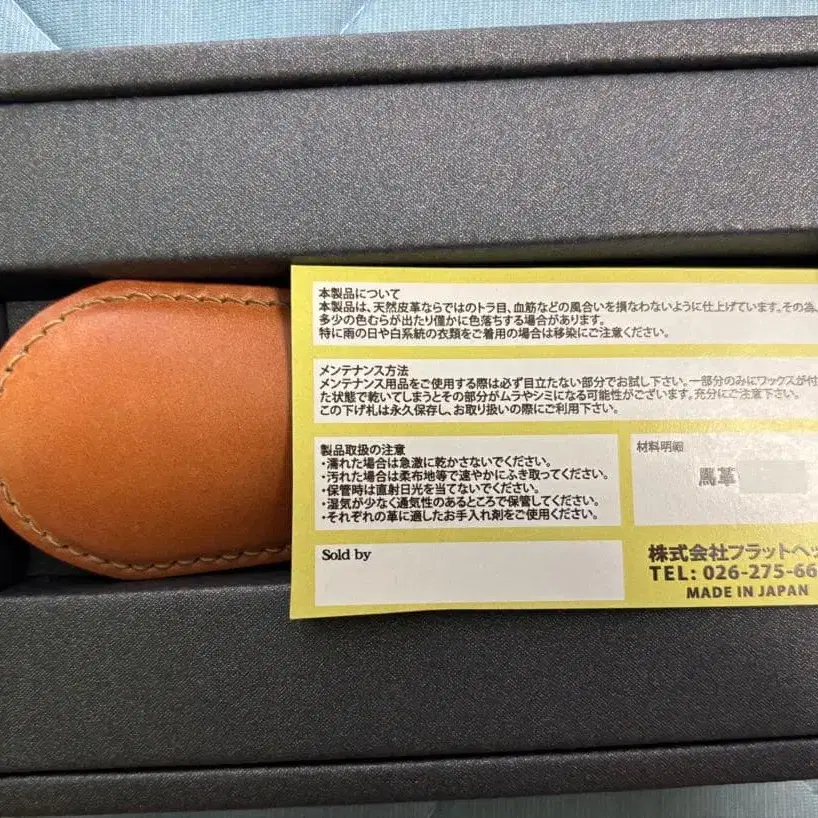 本製品について
本製品は、天然皮革ならではのトラ目、血筋などの風合いを損なわないように仕上げています。その為、
多少の色むらが出たり僅かに色落ちする場合があります。
特に雨の日や白系統の衣類をご着用の場合は移染にご注意ください。
メンテナンス方法
メンテナンス用品をご使用する際は必ず目立たない部分でお試し下さい。一部分のみにワックスが付
た状態で乾いてしまうとその部分がムラやシミになる可能性がございます。充分にご注意下さい。
この下げ札は永久保存し、お取り扱いの際にご利用下さい。
製品取扱の注意
・濡れた場合は急激に乾かさないでください。
・汚れた場合は柔布地等で速やかにふき取ってください。
・保管時は直射日光を当てないでください。
・湿気が少なく通気性のあるところで保管してください。
・それぞれの革に適したお手入れ剤をご使用ください。
材料明細
馬革
Sold by
株式会社フラットヘッ
TEL: 026-275-66
MADE IN JAPAN